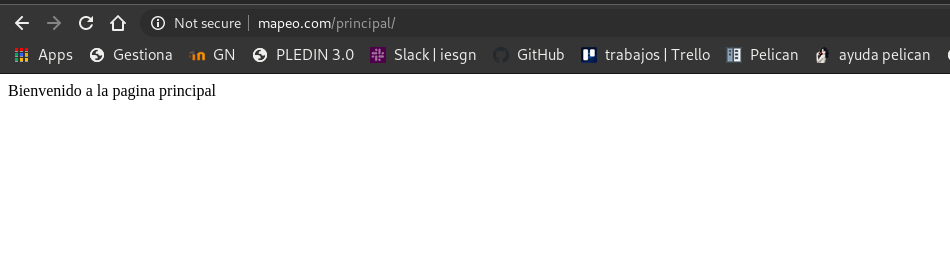 Not secure | mapeo.com/principal/
Apps Gestiona GN PLEDIN 3.0 Slack | iesgn GitHub trabajos | Trello Pelican ayuda pelican
Bienvenido a la pagina principal